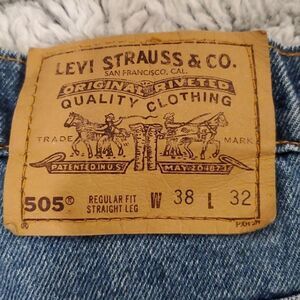 LEVI STRAUSS & CO.
SAN FRANCISCO, CAL.
ORIGINAL RIVETED
QUALITY CLOTHING
TRADE MARK
PATENTED IN U.S. MAY 20 1873
505® REGULAR FIT STRAIGHT LEG W 38 L 32
®